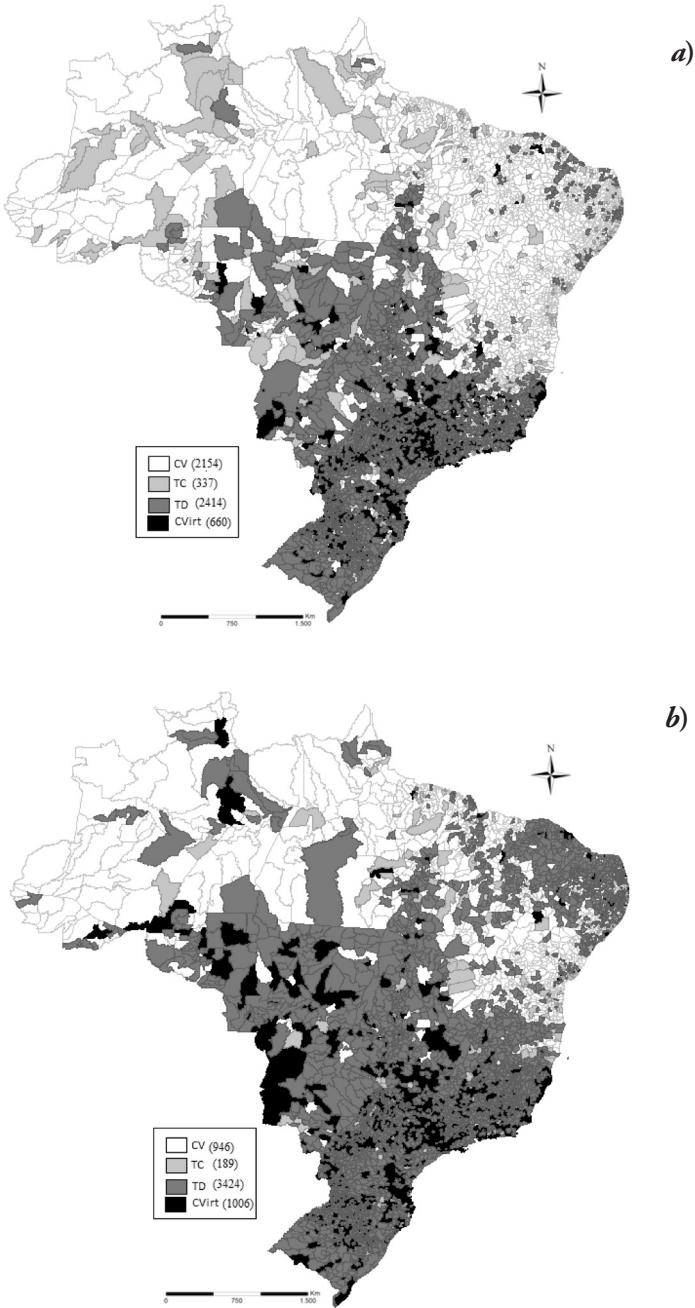 a)
N
CV (2154)
TC (337)
TD (2414)
CVirt (660)
Km
0 750 1.500
b)
N
CV (946)
TC (189)
TD (3424)
CVirt (1006)
Km
0 750 1.500